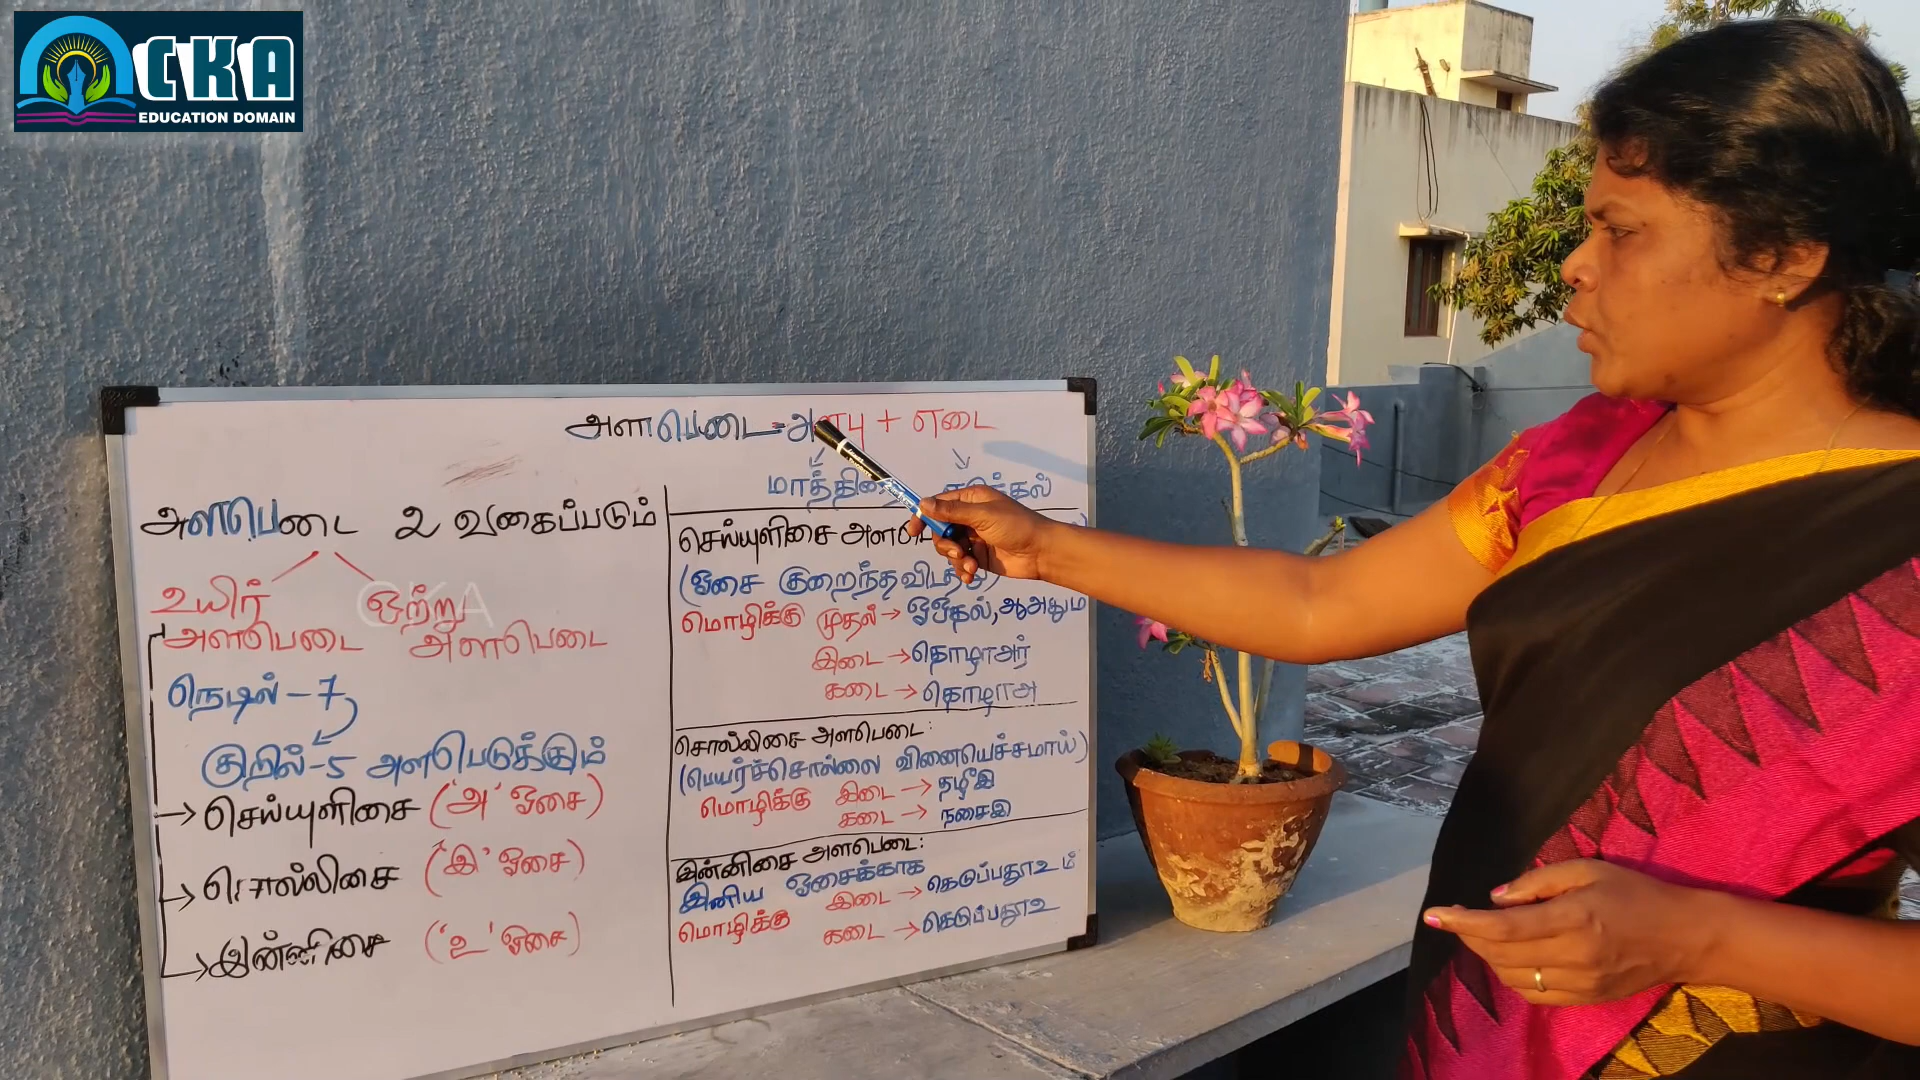 CKA
EDUCATION DOMAIN
அளபெடை = அளபு + எடை
அளபெடை 2 வகைப்படும்
உயிர் ஒற்று
அளபெடை அளபெடை
நெடில் - 7
குறில் - 5 அளபெடுக்கும்
→ செய்யுளிசை ('அ' ஓசை)
→ சொல்லிசை ('இ' ஓசை)
→ இன்னிசை ('உ' ஓசை)
செய்யுளிசை
(ஓசை குறைந்தவிடத்து)
மொழிக்கு முதல் → ஓஒதல், ஆஅதும்
இடை → தொழாஅர்
கடை → தொழாஅ
சொல்லிசை அளபெடை:
(பெயர்ச்சொல்லை வினையெச்சமாய்)
மொழிக்கு இடை → தழீஇ
கடை → நசைஇ
இன்னிசை அளபெடை:
இனிய ஓசைக்காக
மொழிக்கு இடை → கெடுப்பதூஉம்
கடை → கெடுப்பதூஉ